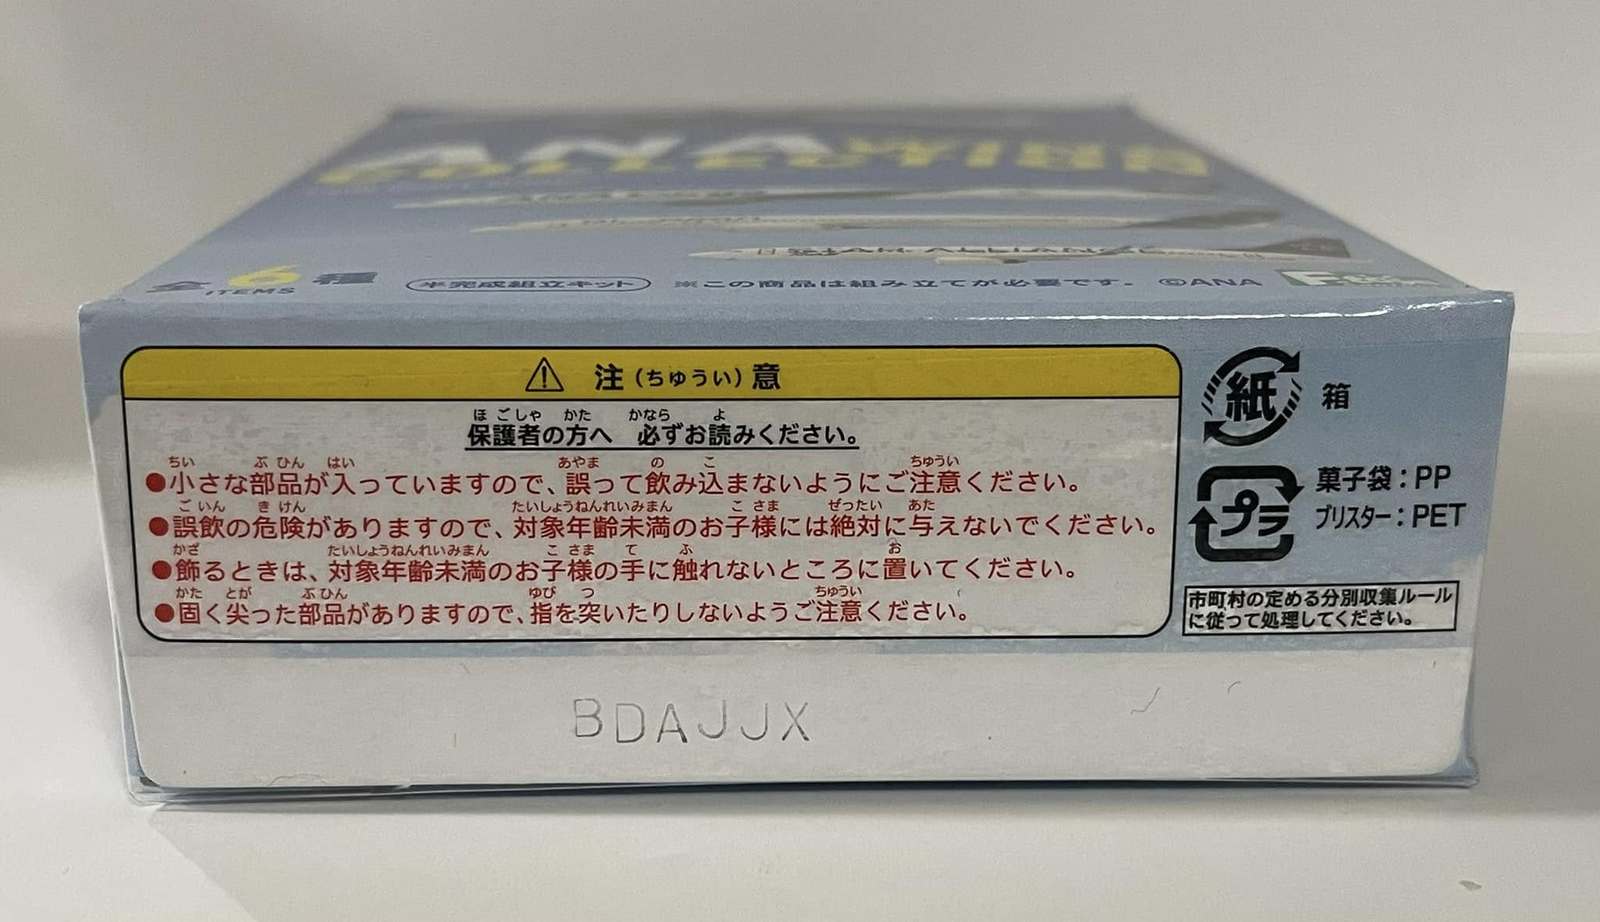 ANA
全6種
ITEMS
半完成組立キット
※この商品は組み立てが必要です。 ©ANA
STAR ALLIANCE
⚠ 注（ちゅうい）意
ほごしゃ かた かなら よ
保護者の方へ 必ずお読みください。
ちい ぶひん はい あやま の こ ちゅうい
●小さな部品が入っていますので、誤って飲み込まないようにご注意ください。
ごいん きけん たいしょうねんれいみまん こさま ぜったい あた
●誤飲の危険がありますので、対象年齢未満のお子様には絶対に与えないでください。
かざ たいしょうねんれいみまん こさま て ふ お
●飾るときは、対象年齢未満のお子様の手に触れないところに置いてください。
かた とが ぶひん ゆび つ ちゅうい
●固く尖った部品がありますので、指を突いたりしないようご注意ください。
紙 箱
プラ 菓子袋：PP
ブリスター：PET
市町村の定める分別収集ルール
に従って処理してください。
BDAJJX